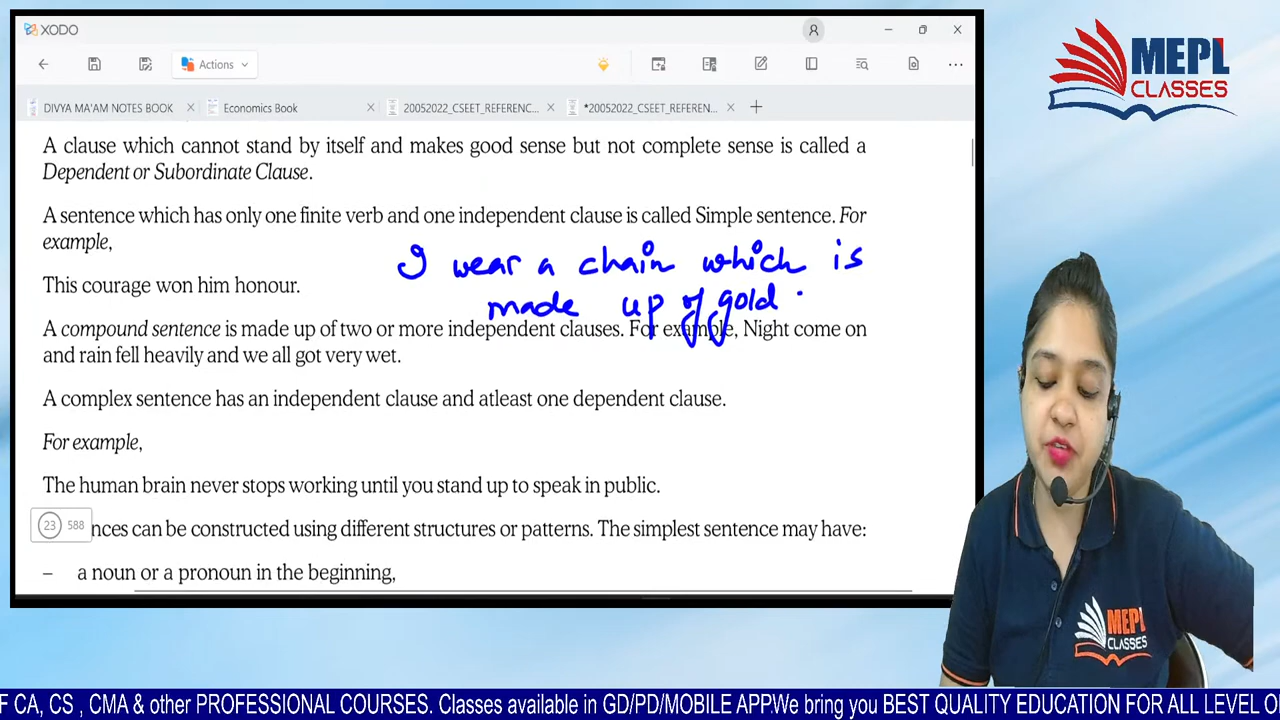 XODO
Actions
DIVYA MA'AM NOTES BOOK
Economics Book
20052022_CSEET_REFERENC...
*20052022_CSEET_REFEREN...
MEPL
CLASSES
A clause which cannot stand by itself and makes good sense but not complete sense is called a
Dependent or Subordinate Clause.
A sentence which has only one finite verb and one independent clause is called Simple sentence. For
example,
I wear a chain which is
made up of gold.
This courage won him honour.
A compound sentence is made up of two or more independent clauses. For example, Night come on
and rain fell heavily and we all got very wet.
A complex sentence has an independent clause and atleast one dependent clause.
For example,
The human brain never stops working until you stand up to speak in public.
23 588
nces can be constructed using different structures or patterns. The simplest sentence may have:
– a noun or a pronoun in the beginning,
MEPL
CLASSES
F CA, CS , CMA & other PROFESSIONAL COURSES. Classes available in GD/PD/MOBILE APP.We bring you BEST QUALITY EDUCATION FOR ALL LEVEL O